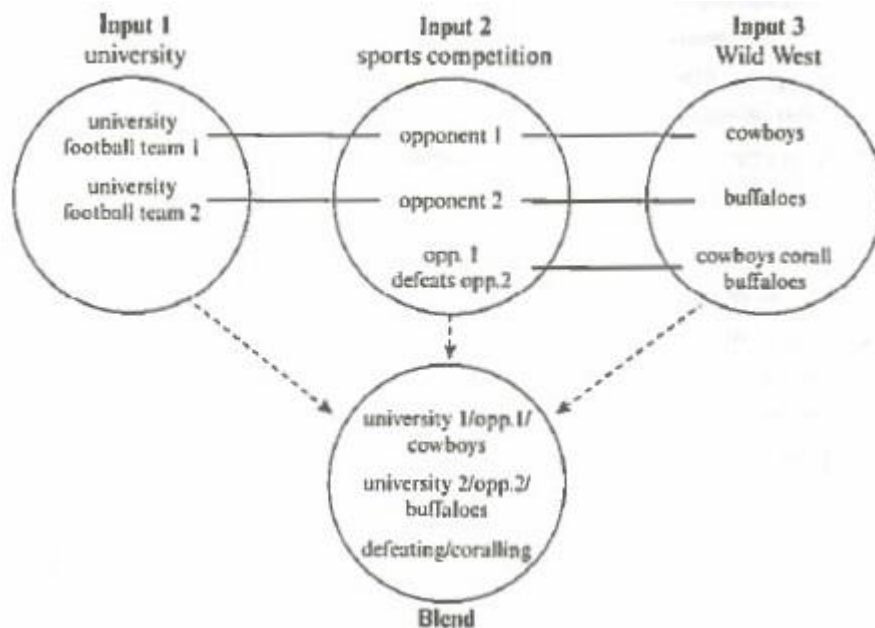 Input 1
university
Input 2
sports competition
Input 3
Wild West
university
football team 1
university
football team 2
opponent 1
opponent 2
opp. 1
defeats opp.2
cowboys
buffaloes
cowboys corall
buffaloes
university 1/opp.1/
cowboys
university 2/opp.2/
buffaloes
defeating/coralling
Blend